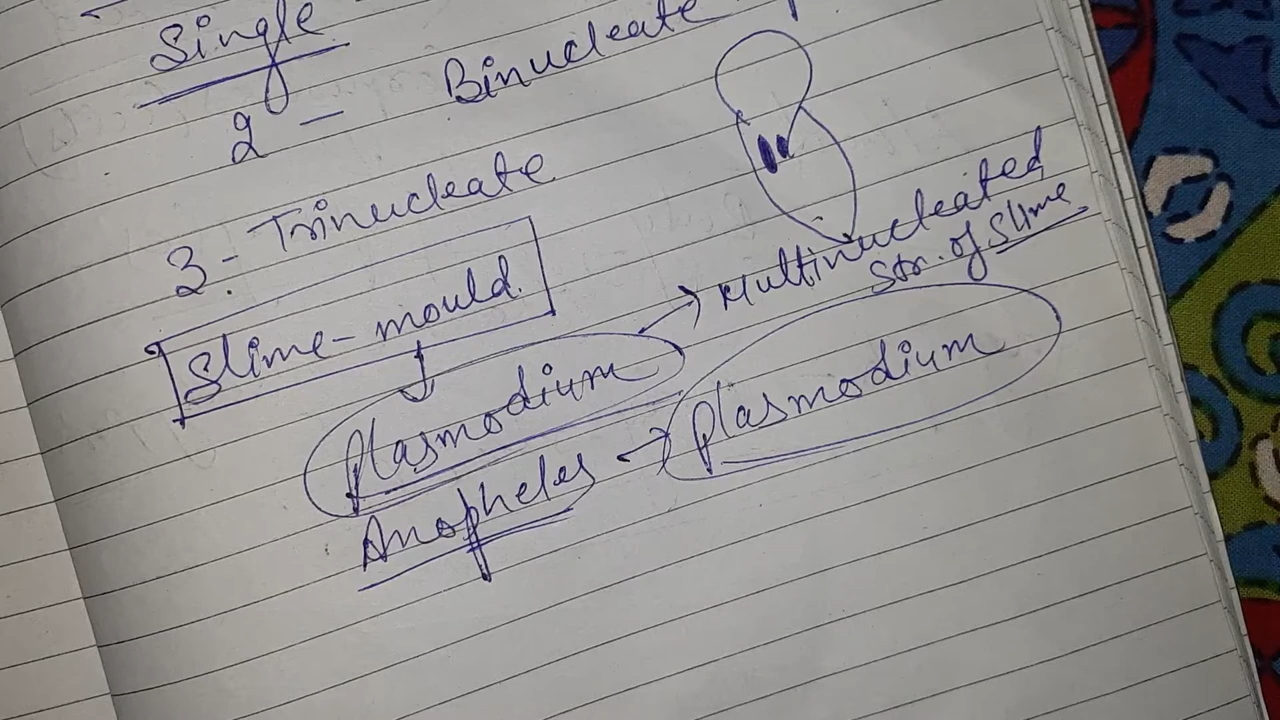 Single
2 - Binucleate
3. - Trinucleate
Slime-mould.
Plasmodium → Multinucleated
Str. of Slime
Anopheles → Plasmodium